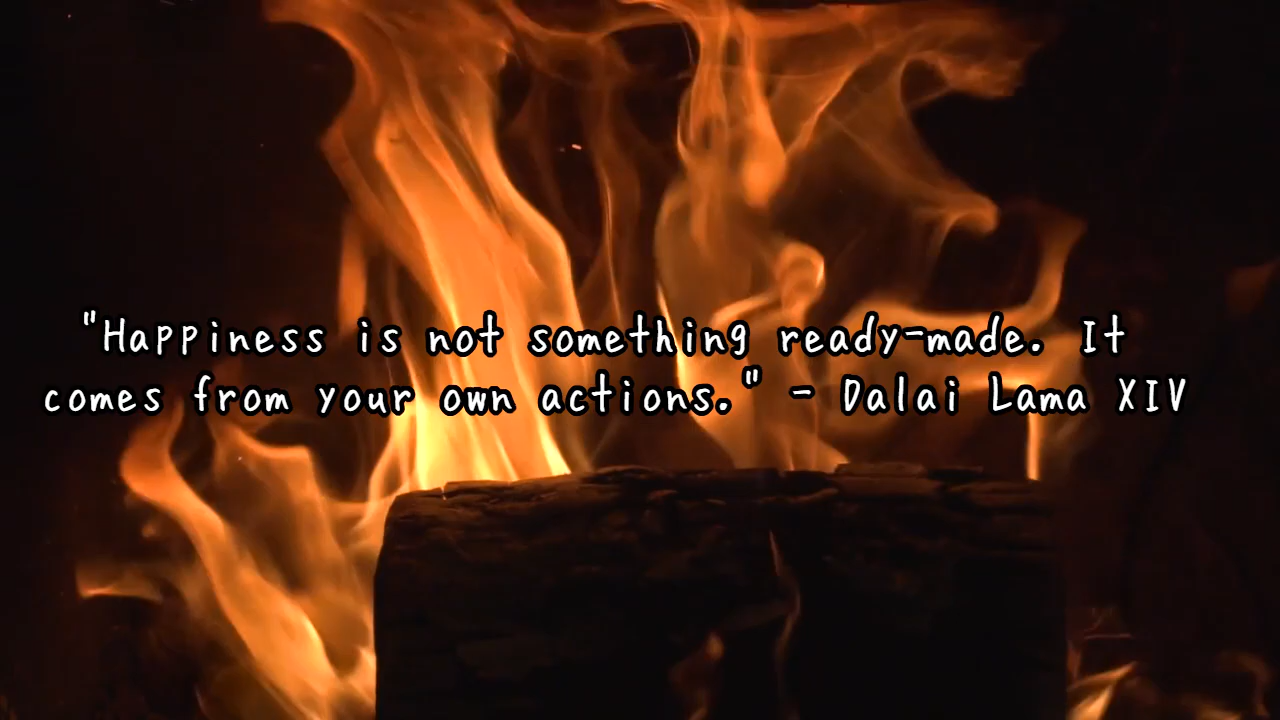 "Happiness is not something ready-made. It
comes from your own actions." - Dalai Lama XIV